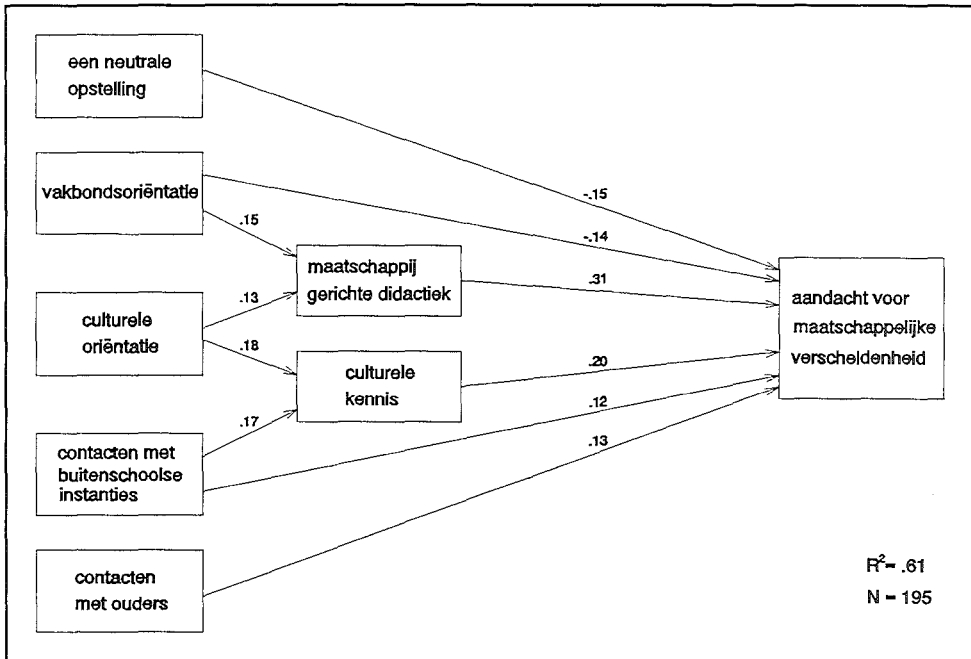 een neutrale
opstelling
vakbondsoriëntatie
culturele
oriëntatie
contacten met
buitenschoolse
instanties
contacten
met ouders
.15
.13
.18
.17
maatschappij
gerichte didactiek
culturele
kennis
-.15
-.14
.31
.20
.12
.13
aandacht voor
maatschappelijke
verscheidenheid
R²= .61
N = 195